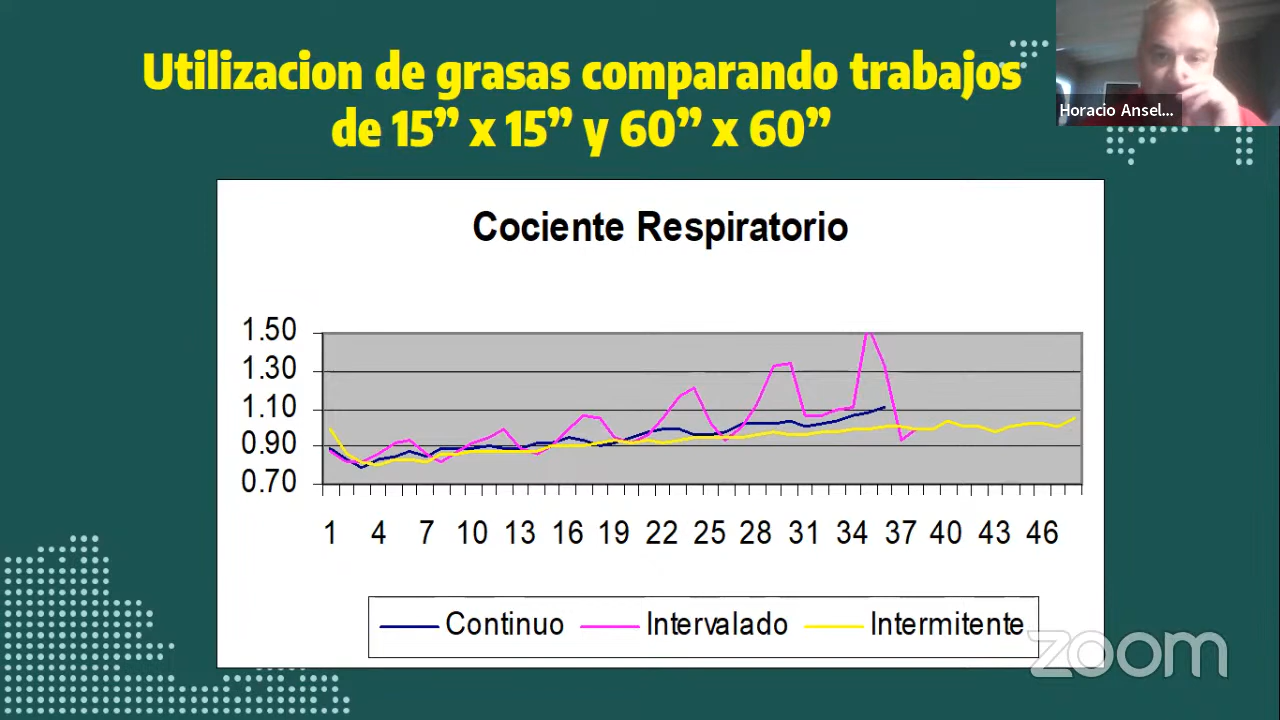 Utilizacion de grasas comparando trabajos
de 15” x 15” y 60” x 60”
Horacio Ansel...
Cociente Respiratorio
1.50
1.30
1.10
0.90
0.70
1 4 7 10 13 16 19 22 25 28 31 34 37 40 43 46
Continuo Intervalado Intermitente
zoom